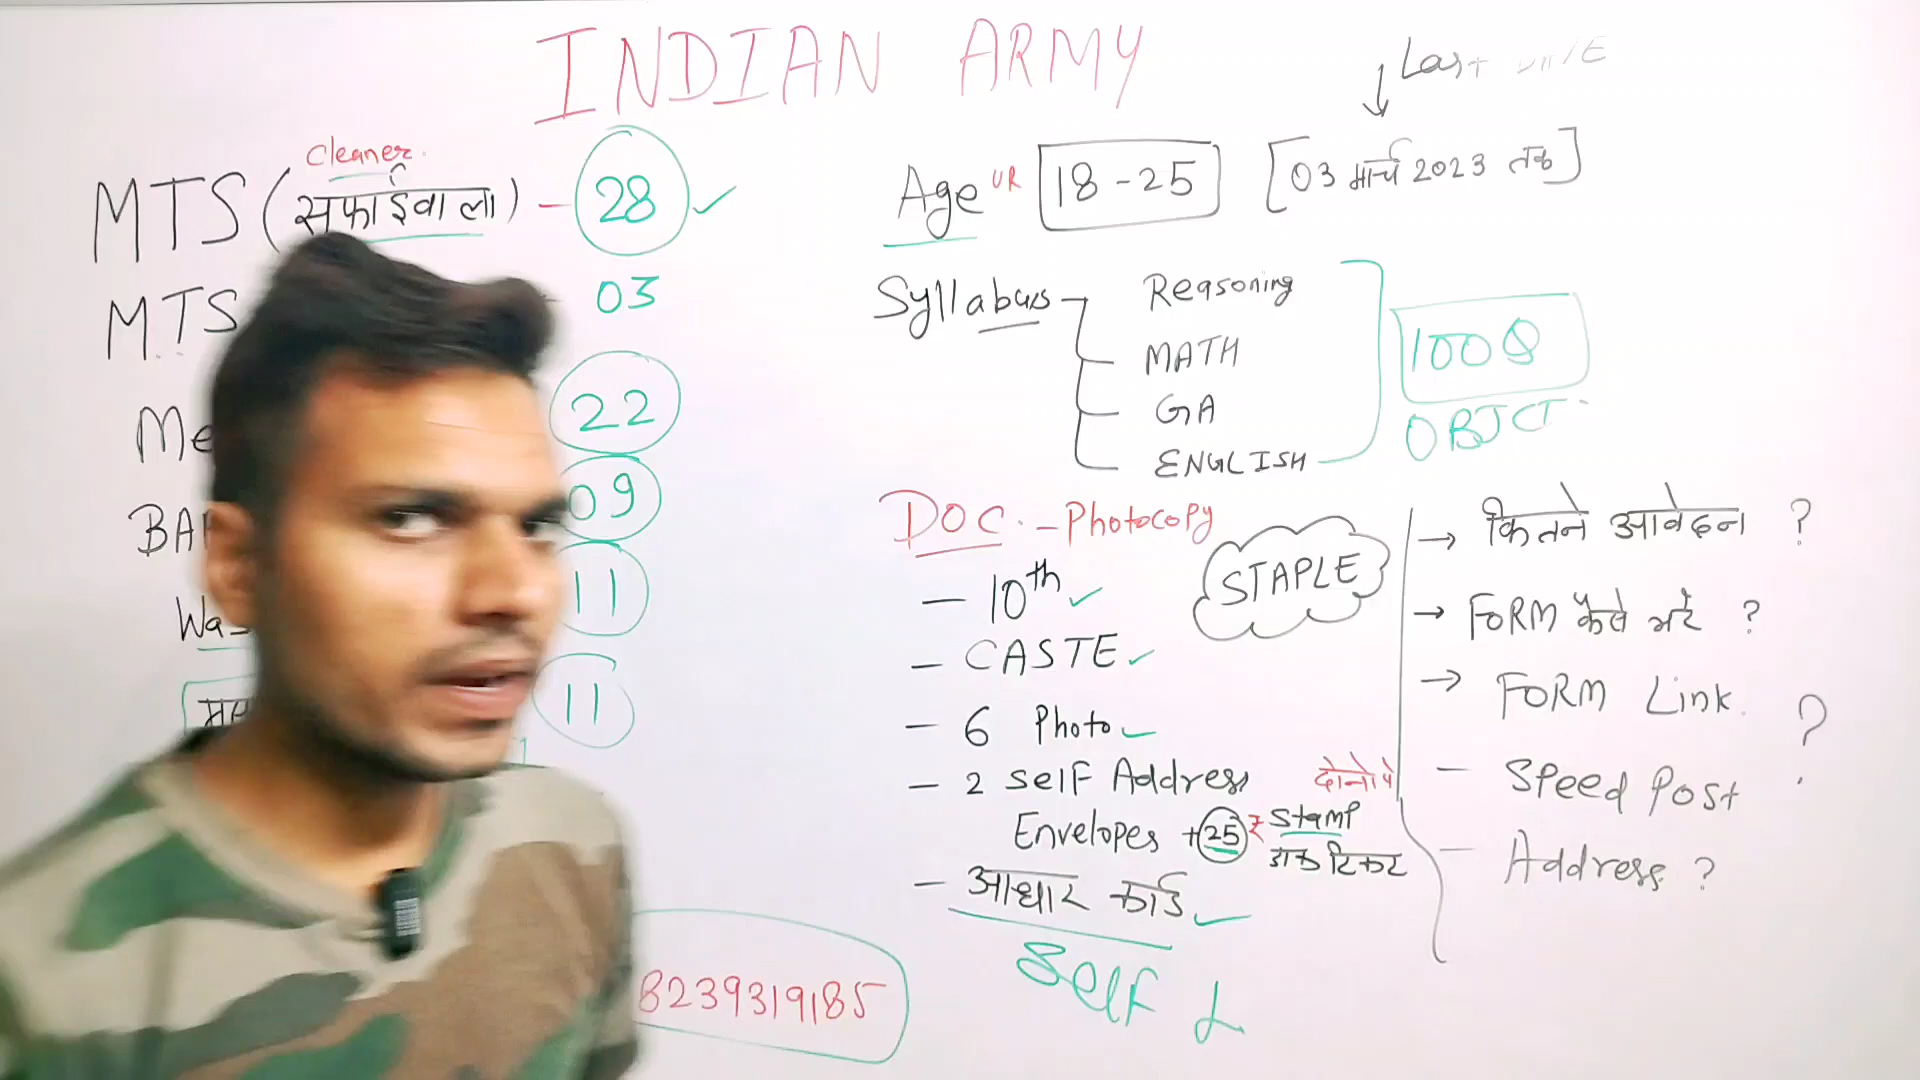 INDIAN ARMY
Last
Cleaner
MTS (सफाईवाला) - 28
Age UR 18-25 [03 मार्च 2023 तक]
MTS 03
Syllabus Reasoning
MATH
GA
ENGLISH
100Q
OBJCT
22
09
11
11
DOC. - Photocopy
- 10th
- CASTE
- 6 Photo
- 2 Self Address दोनो पे
Envelopes + 25 ₹ Stamp
डाक टिकट
- आधार कार्ड
Self
STAPLE
→ कितने आवेदन ?
→ FORM कैसे भरे ?
→ FORM Link ?
- Speed Post
- Address ?
8239319185